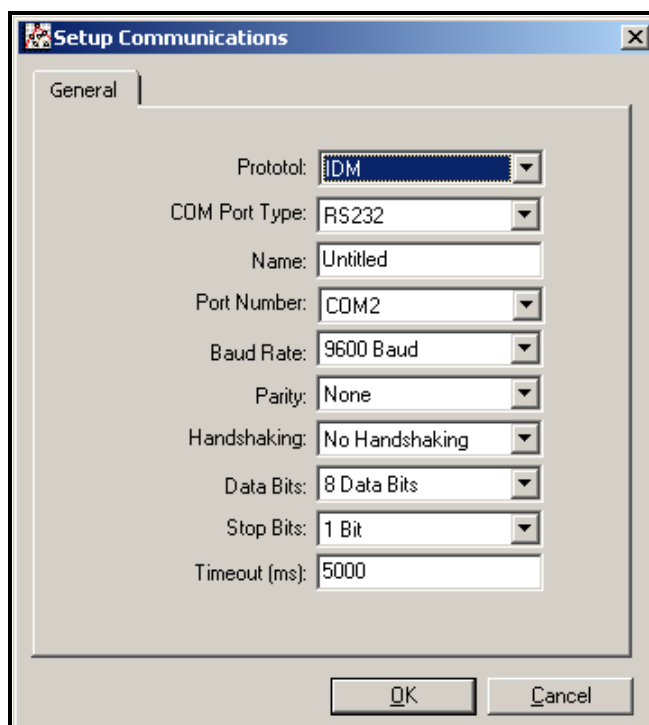 Setup Communications
General
Prototol: IDM
COM Port Type: RS232
Name: Untitled
Port Number: COM2
Baud Rate: 9600 Baud
Parity: None
Handshaking: No Handshaking
Data Bits: 8 Data Bits
Stop Bits: 1 Bit
Timeout (ms): 5000
OK Cancel